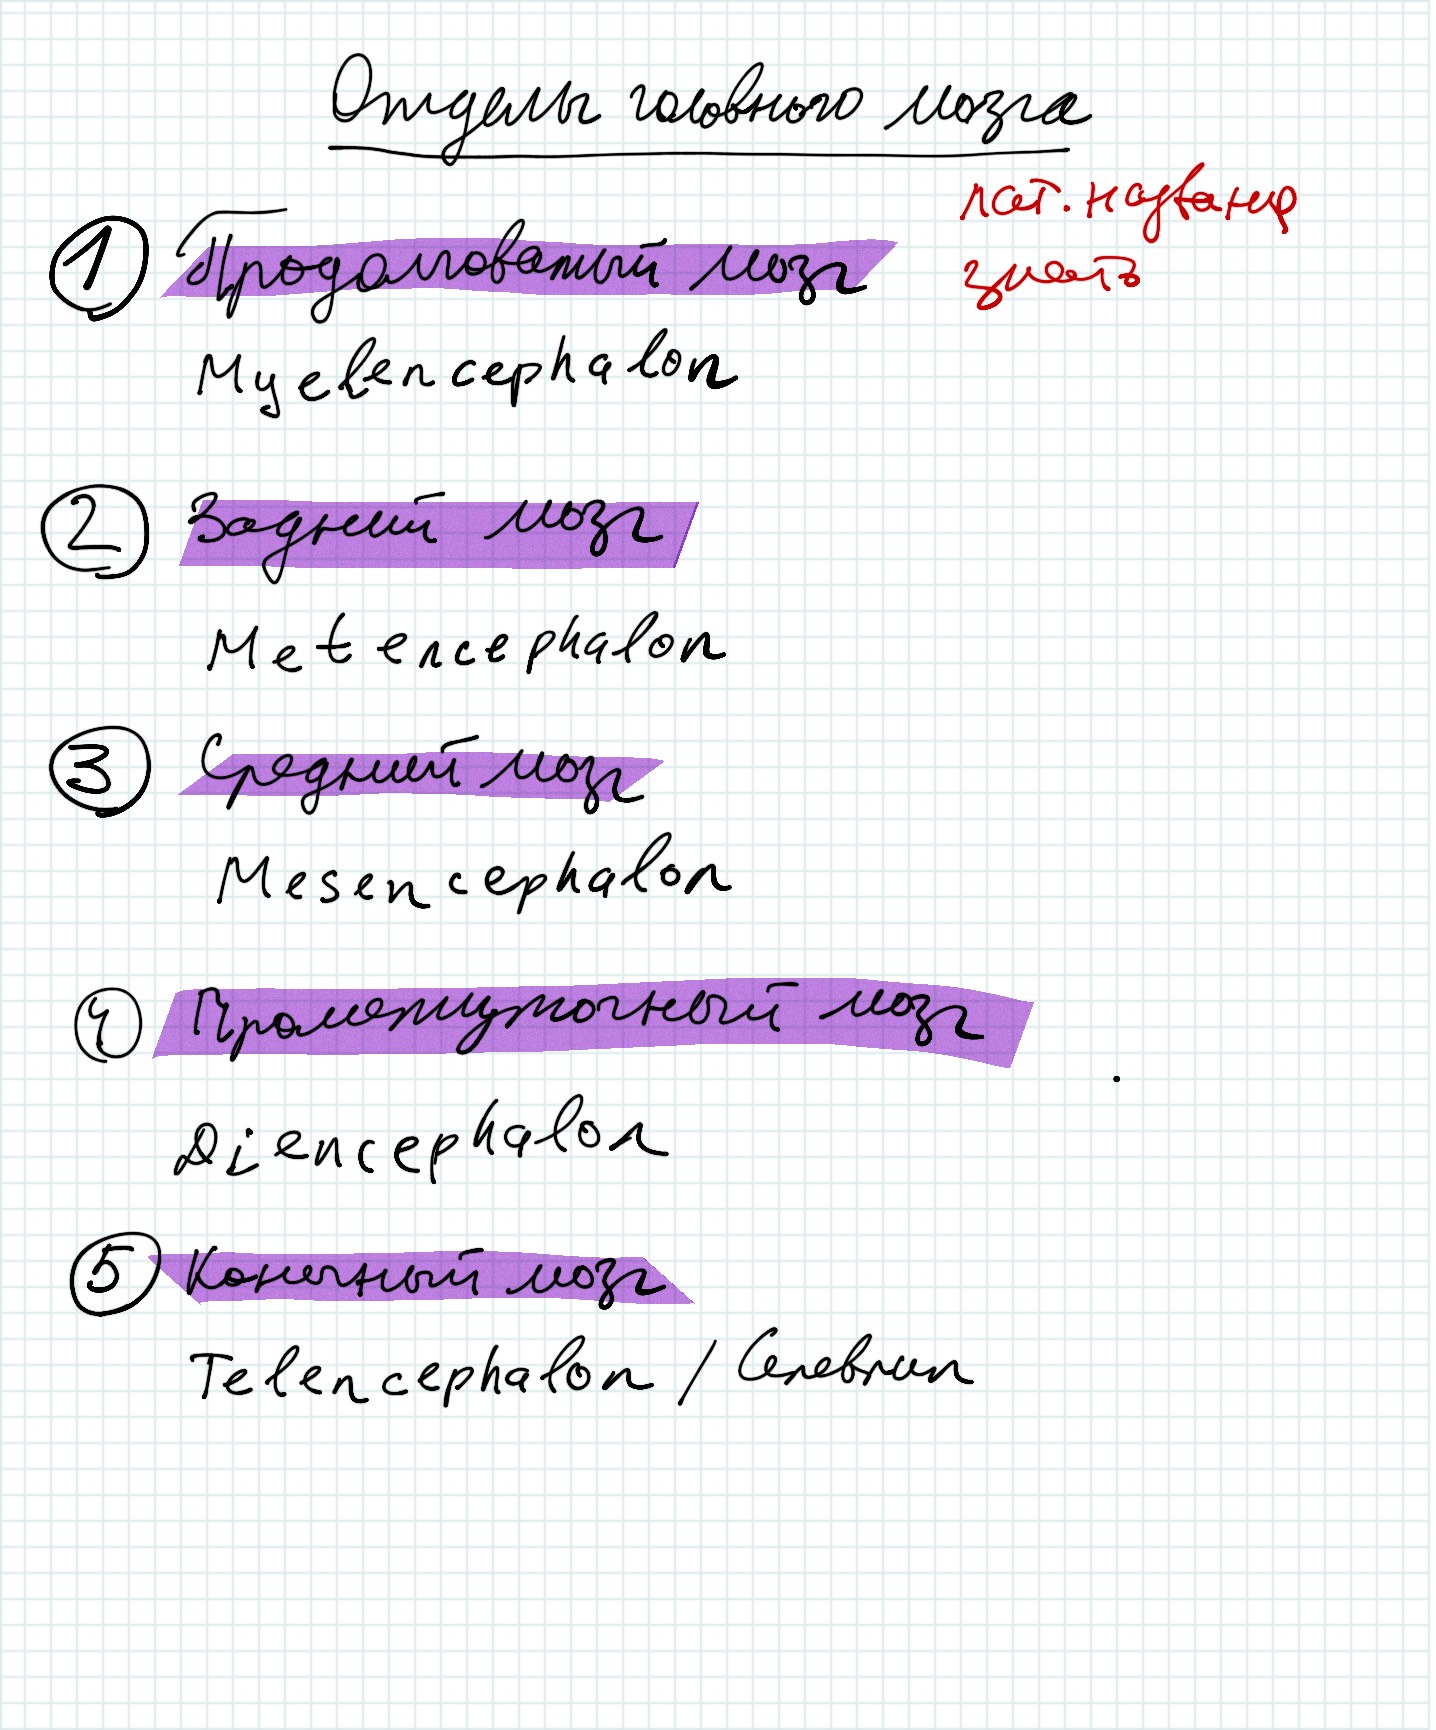 Отделы головного мозга
лат. названия
знать
1 Продолговатый мозг
Myelencephalon
2 Задний мозг
Metencephalon
3 Средний мозг
Mesencephalon
4 Промежуточный мозг
Diencephalon
5 Конечный мозг
Telencephalon / Cerebrum